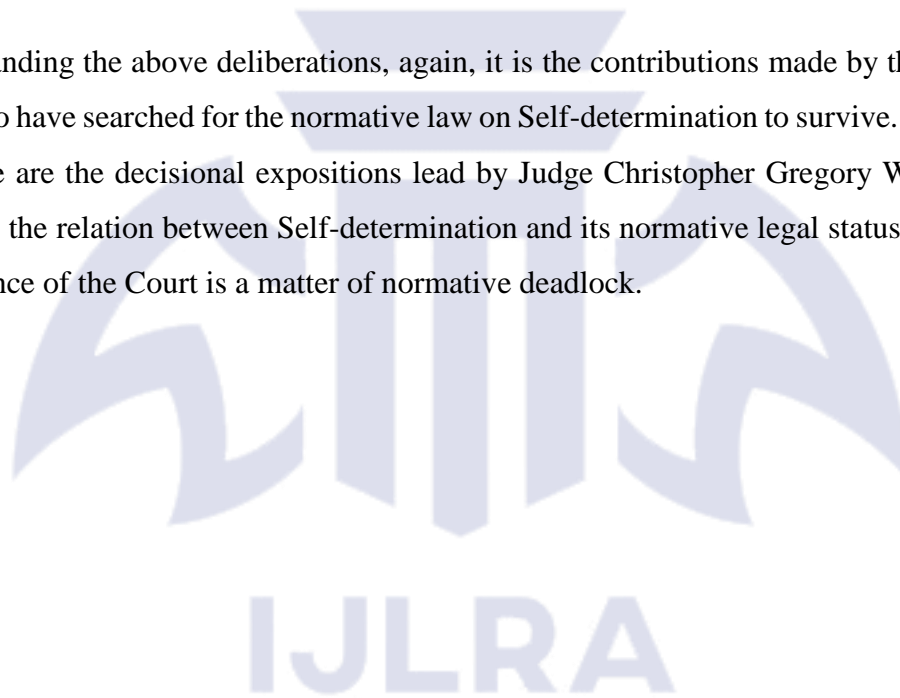 anding the above deliberations, again, it is the contributions made by th
o have searched for the normative law on Self-determination to survive.
e are the decisional expositions lead by Judge Christopher Gregory W
the relation between Self-determination and its normative legal status
nce of the Court is a matter of normative deadlock.
IJLRA